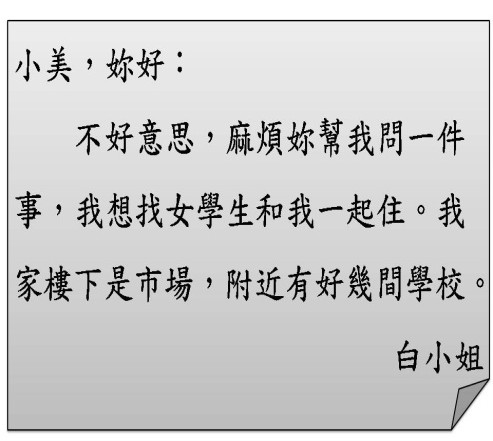 小美，妳好：
不好意思，麻煩妳幫我問一件
事，我想找女學生和我一起住。我
家樓下是市場，附近有好幾間學校。
白小姐